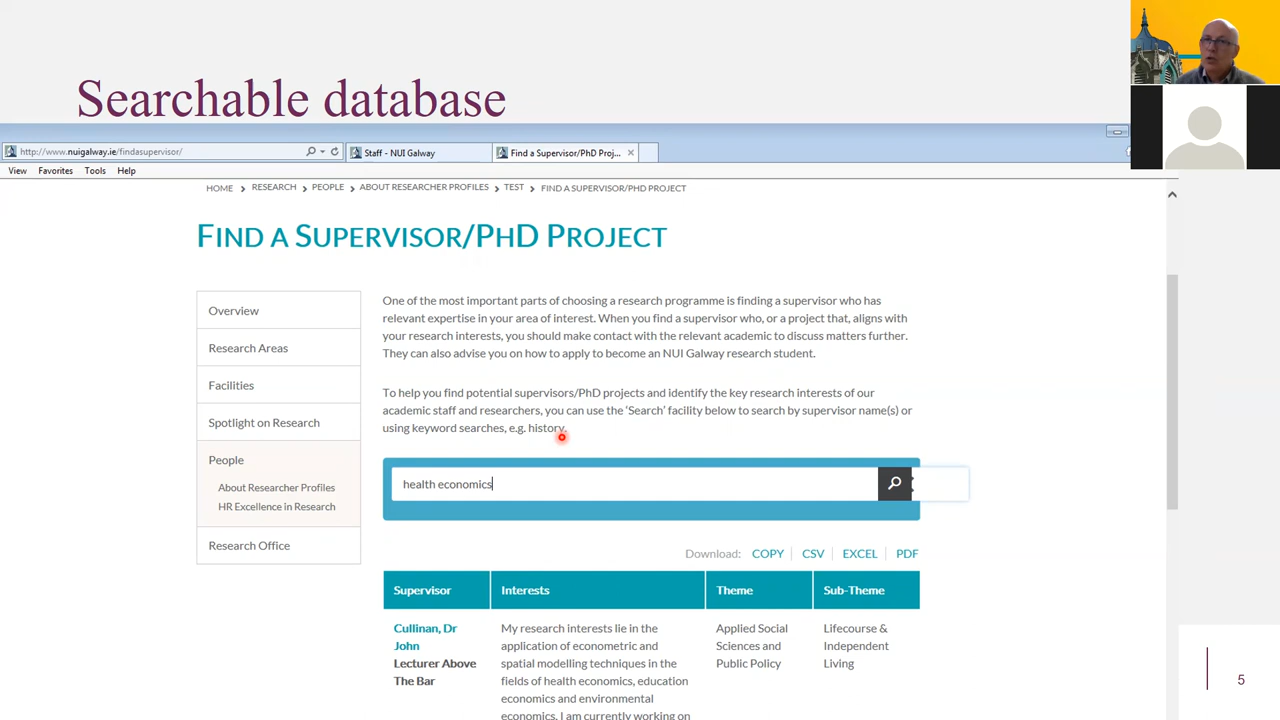 Searchable database
http://www.nuigalway.ie/findasupervisor/
Staff - NUI Galway
Find a Supervisor/PhD Proj...
View Favorites Tools Help
HOME > RESEARCH > PEOPLE > ABOUT RESEARCHER PROFILES > TEST > FIND A SUPERVISOR/PHD PROJECT
FIND A SUPERVISOR/PHD PROJECT
Overview
Research Areas
Facilities
Spotlight on Research
People
About Researcher Profiles
HR Excellence in Research
Research Office
One of the most important parts of choosing a research programme is finding a supervisor who has
relevant expertise in your area of interest. When you find a supervisor who, or a project that, aligns with
your research interests, you should make contact with the relevant academic to discuss matters further.
They can also advise you on how to apply to become an NUI Galway research student.
To help you find potential supervisors/PhD projects and identify the key research interests of our
academic staff and researchers, you can use the ‘Search’ facility below to search by supervisor name(s) or
using keyword searches, e.g. history.
health economics
Download: COPY CSV EXCEL PDF
Supervisor Interests Theme Sub-Theme
Cullinan, Dr
John
Lecturer Above
The Bar
My research interests lie in the
application of econometric and
spatial modelling techniques in the
fields of health economics, education
economics and environmental
economics. I am currently working on
Applied Social
Sciences and
Public Policy
Lifecourse &
Independent
Living
5